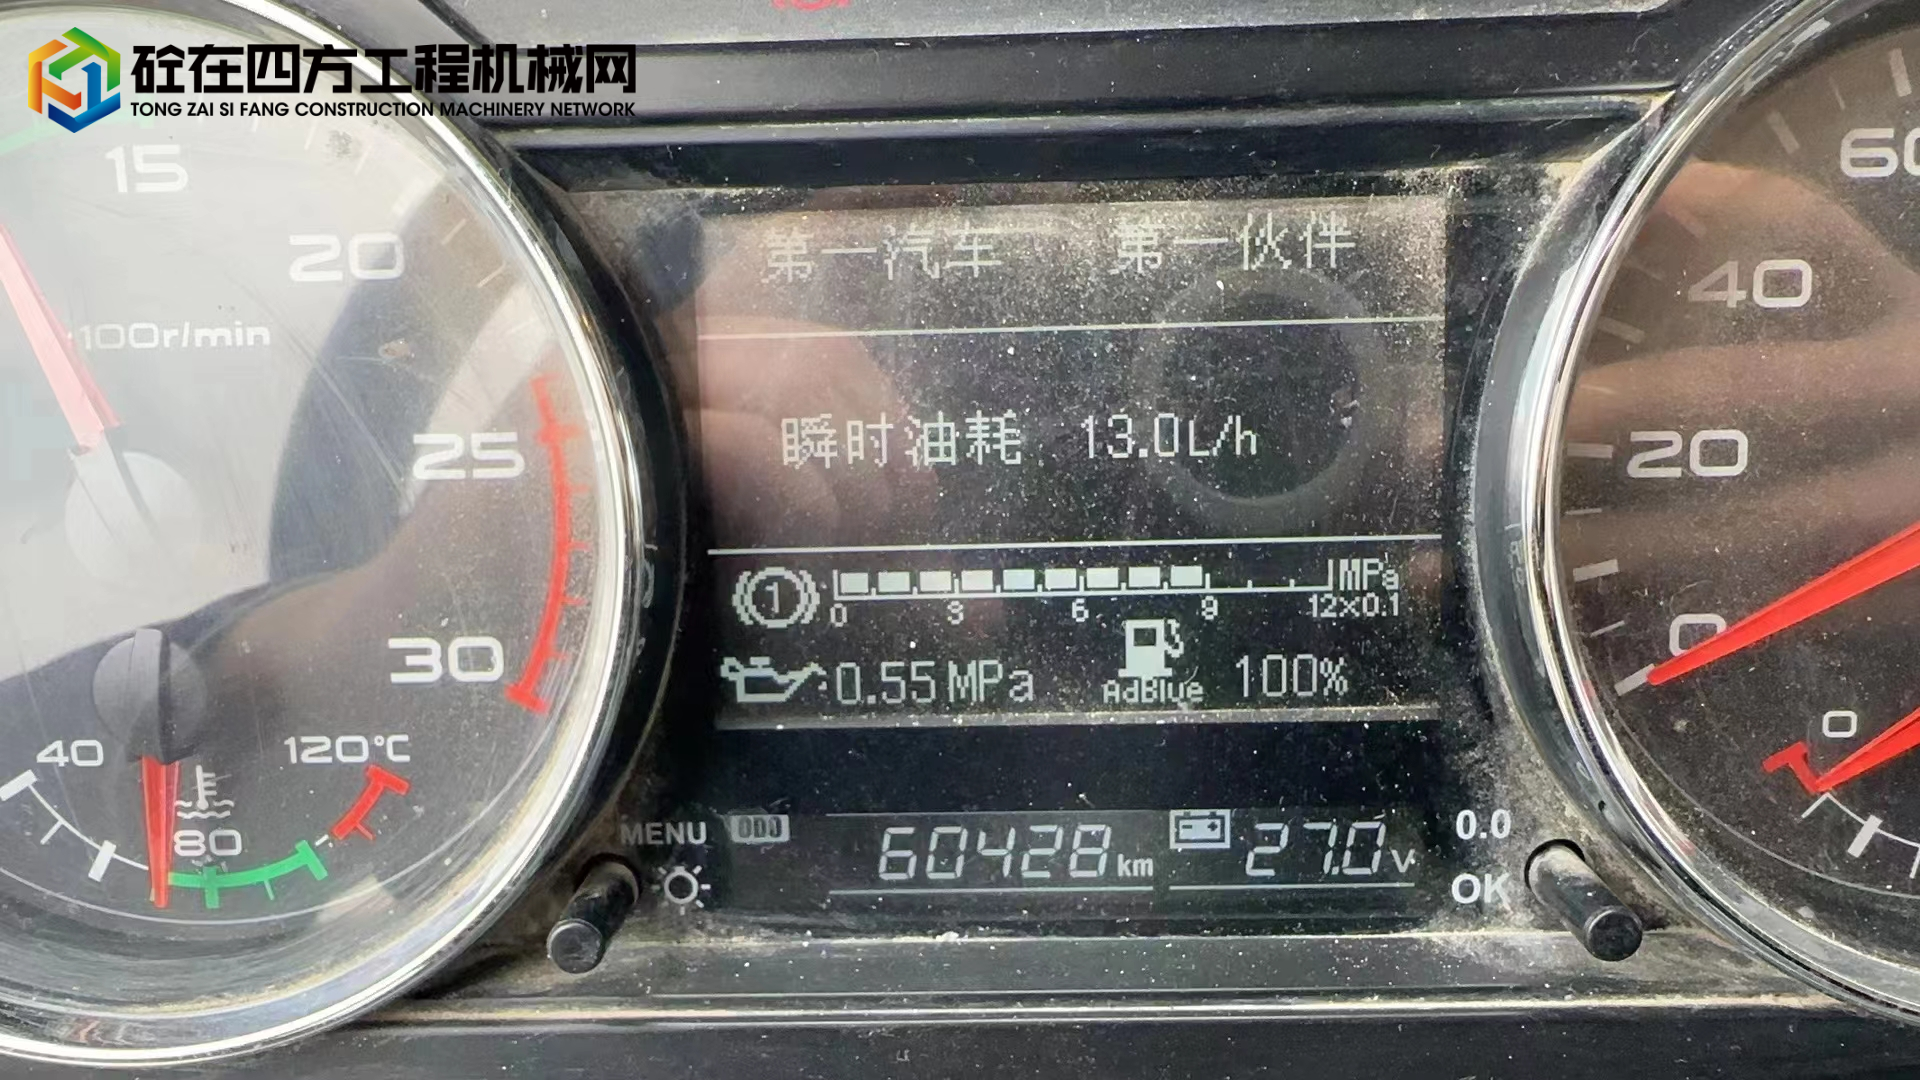 砼在四方工程机械网
TONG ZAI SI FANG CONSTRUCTION MACHINERY NETWORK
15
20
100r/min
25
30
40
80
120℃
第一汽车 第一伙伴
瞬时油耗 13.0L/h
1
MPa
0 3 6 9 12×0.1
0.55MPa
AdBlue 100%
MENU
60428km
27.0V
0.0
OK
60
40
20
0
0